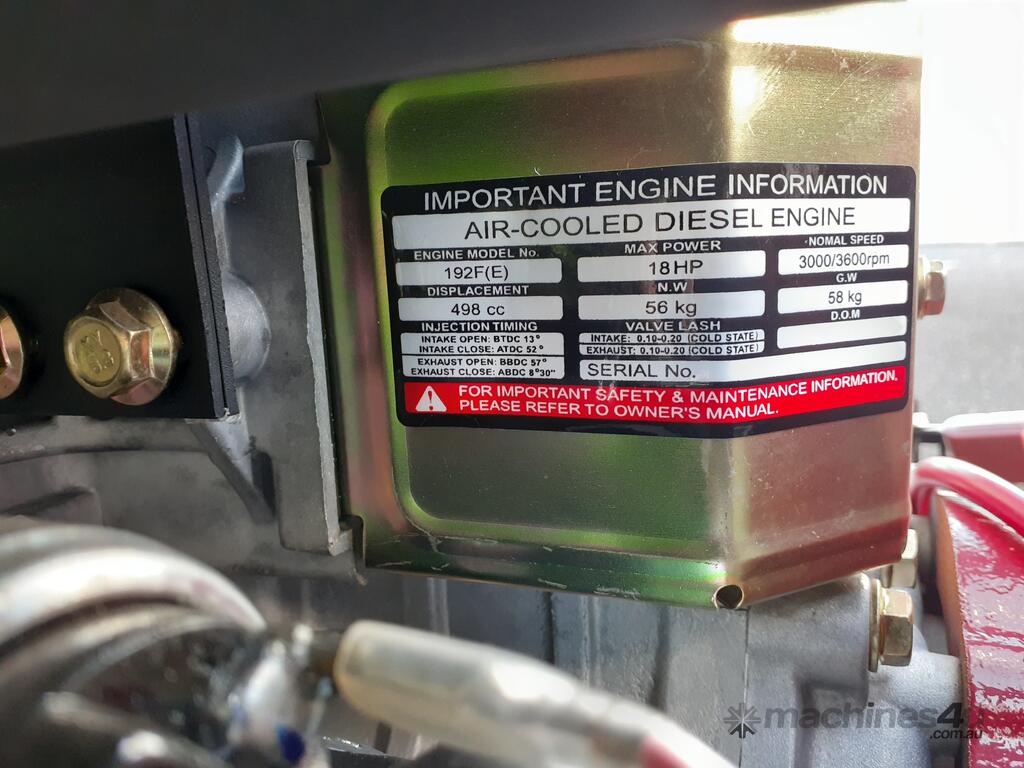 IMPORTANT ENGINE INFORMATION
AIR-COOLED DIESEL ENGINE
ENGINE MODEL No.
192F(E)
MAX POWER
18HP
NOMAL SPEED
3000/3600rpm
DISPLACEMENT
498 cc
N.W
56 kg
G.W
58 kg
INJECTION TIMING
INTAKE OPEN: BTDC 13°
INTAKE CLOSE: ATDC 52°
EXHAUST OPEN: BBDC 57°
EXHAUST CLOSE: ABDC 8°30"
VALVE LASH
INTAKE: 0.10-0.20 (COLD STATE)
EXHAUST: 0.10-0.20 (COLD STATE)
D.O.M
SERIAL No.
FOR IMPORTANT SAFETY & MAINTENANCE INFORMATION,
PLEASE REFER TO OWNER'S MANUAL.
machines4u
.com.au